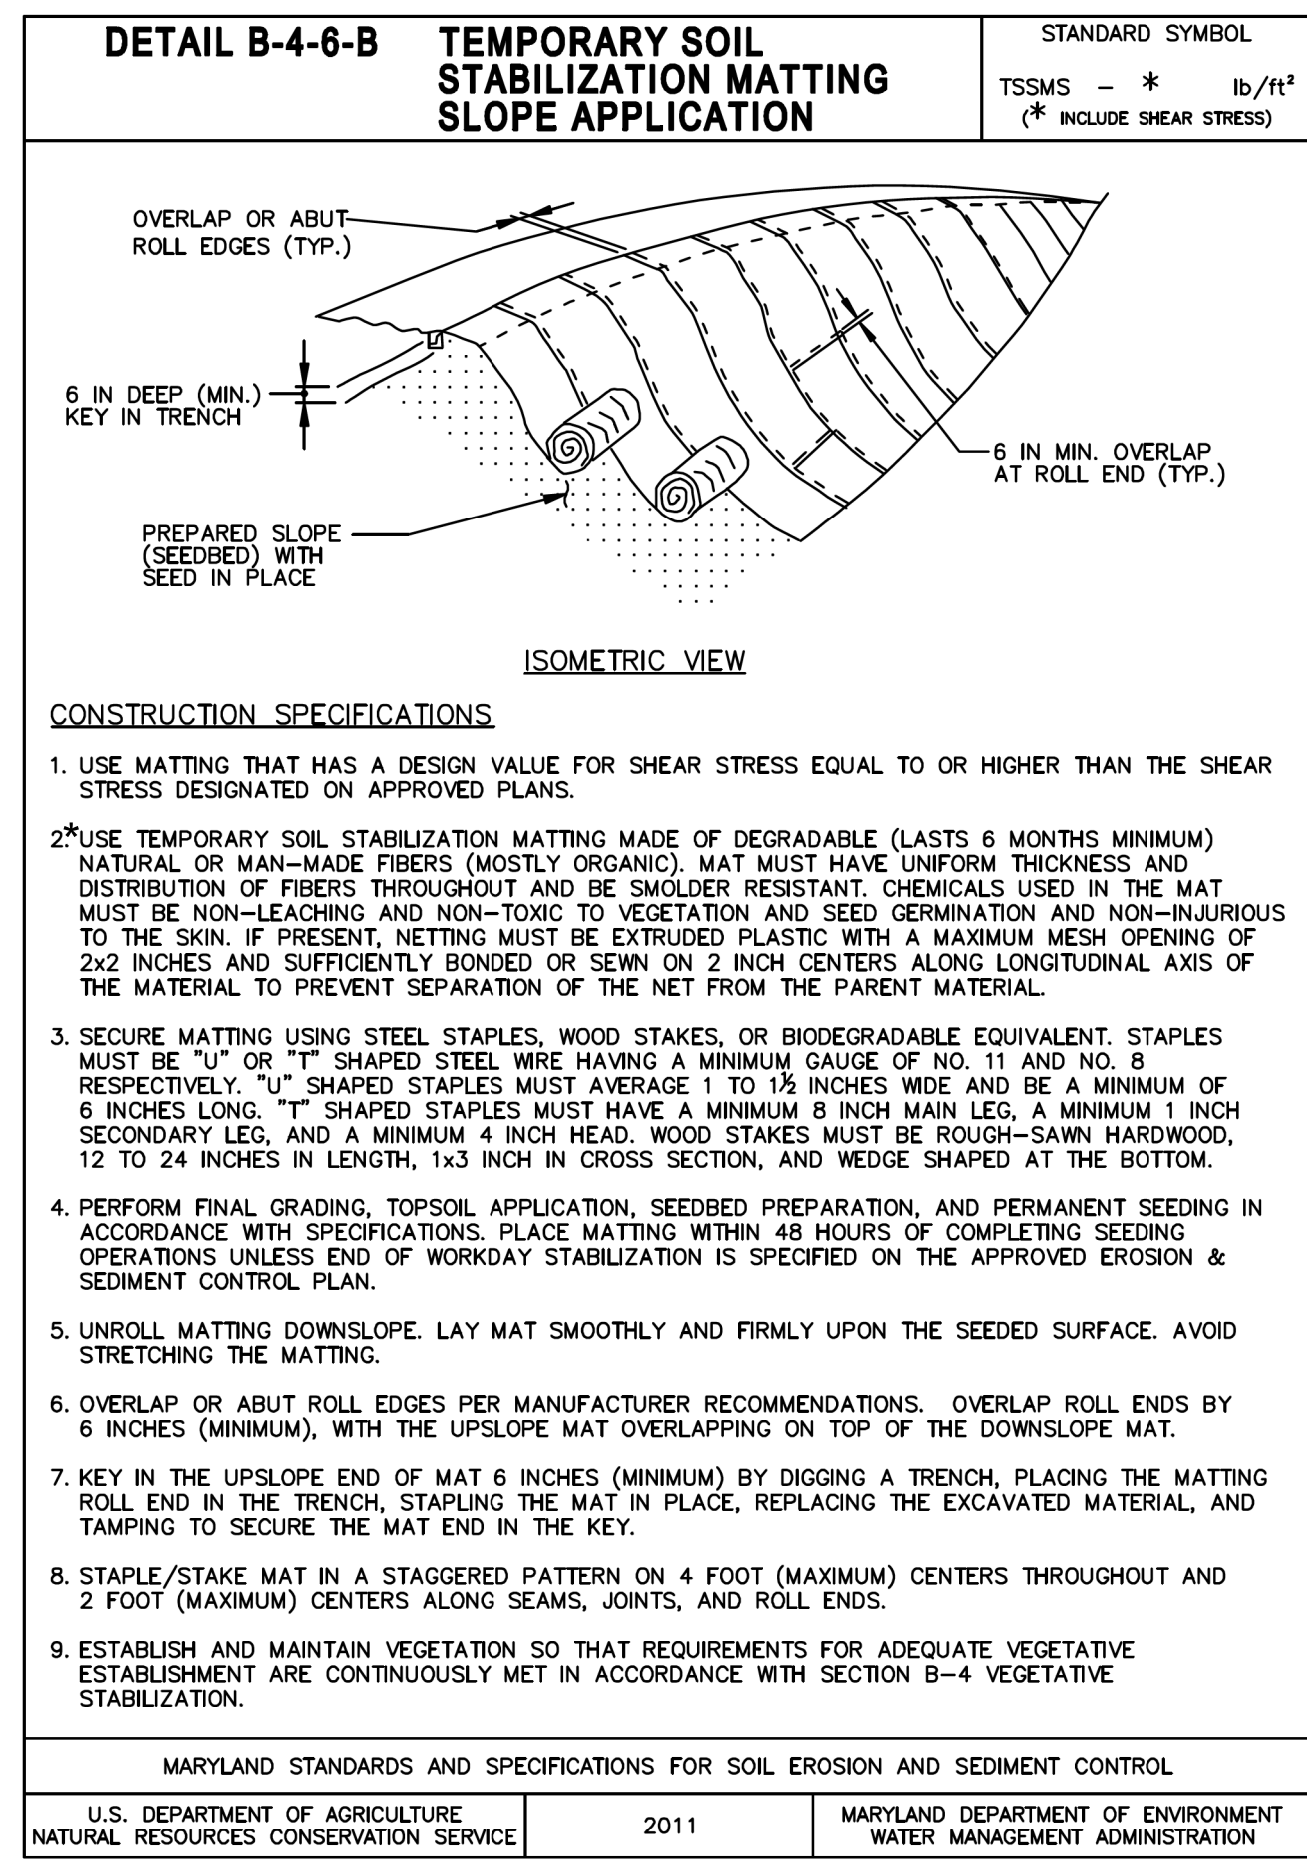 DETAIL B-4-6-B
TEMPORARY SOIL
STABILIZATION MATTING
SLOPE APPLICATION
STANDARD SYMBOL
TSSMS – * lb/ft²
(* INCLUDE SHEAR STRESS)
OVERLAP OR ABUT
ROLL EDGES (TYP.)
6 IN DEEP (MIN.)
KEY IN TRENCH
6 IN MIN. OVERLAP
AT ROLL END (TYP.)
PREPARED SLOPE
(SEEDBED) WITH
SEED IN PLACE
ISOMETRIC VIEW
CONSTRUCTION SPECIFICATIONS
1. USE MATTING THAT HAS A DESIGN VALUE FOR SHEAR STRESS EQUAL TO OR HIGHER THAN THE SHEAR
STRESS DESIGNATED ON APPROVED PLANS.
2.* USE TEMPORARY SOIL STABILIZATION MATTING MADE OF DEGRADABLE (LASTS 6 MONTHS MINIMUM)
NATURAL OR MAN–MADE FIBERS (MOSTLY ORGANIC). MAT MUST HAVE UNIFORM THICKNESS AND
DISTRIBUTION OF FIBERS THROUGHOUT AND BE SMOLDER RESISTANT. CHEMICALS USED IN THE MAT
MUST BE NON–LEACHING AND NON–TOXIC TO VEGETATION AND SEED GERMINATION AND NON–INJURIOUS
TO THE SKIN. IF PRESENT, NETTING MUST BE EXTRUDED PLASTIC WITH A MAXIMUM MESH OPENING OF
2x2 INCHES AND SUFFICIENTLY BONDED OR SEWN ON 2 INCH CENTERS ALONG LONGITUDINAL AXIS OF
THE MATERIAL TO PREVENT SEPARATION OF THE NET FROM THE PARENT MATERIAL.
3. SECURE MATTING USING STEEL STAPLES, WOOD STAKES, OR BIODEGRADABLE EQUIVALENT. STAPLES
MUST BE "U" OR "T" SHAPED STEEL WIRE HAVING A MINIMUM GAUGE OF NO. 11 AND NO. 8
RESPECTIVELY. "U" SHAPED STAPLES MUST AVERAGE 1 TO 1½ INCHES WIDE AND BE A MINIMUM OF
6 INCHES LONG. "T" SHAPED STAPLES MUST HAVE A MINIMUM 8 INCH MAIN LEG, A MINIMUM 1 INCH
SECONDARY LEG, AND A MINIMUM 4 INCH HEAD. WOOD STAKES MUST BE ROUGH–SAWN HARDWOOD,
12 TO 24 INCHES IN LENGTH, 1x3 INCH IN CROSS SECTION, AND WEDGE SHAPED AT THE BOTTOM.
4. PERFORM FINAL GRADING, TOPSOIL APPLICATION, SEEDBED PREPARATION, AND PERMANENT SEEDING IN
ACCORDANCE WITH SPECIFICATIONS. PLACE MATTING WITHIN 48 HOURS OF COMPLETING SEEDING
OPERATIONS UNLESS END OF WORKDAY STABILIZATION IS SPECIFIED ON THE APPROVED EROSION &
SEDIMENT CONTROL PLAN.
5. UNROLL MATTING DOWNSLOPE. LAY MAT SMOOTHLY AND FIRMLY UPON THE SEEDED SURFACE. AVOID
STRETCHING THE MATTING.
6. OVERLAP OR ABUT ROLL EDGES PER MANUFACTURER RECOMMENDATIONS. OVERLAP ROLL ENDS BY
6 INCHES (MINIMUM), WITH THE UPSLOPE MAT OVERLAPPING ON TOP OF THE DOWNSLOPE MAT.
7. KEY IN THE UPSLOPE END OF MAT 6 INCHES (MINIMUM) BY DIGGING A TRENCH, PLACING THE MATTING
ROLL END IN THE TRENCH, STAPLING THE MAT IN PLACE, REPLACING THE EXCAVATED MATERIAL, AND
TAMPING TO SECURE THE MAT END IN THE KEY.
8. STAPLE/STAKE MAT IN A STAGGERED PATTERN ON 4 FOOT (MAXIMUM) CENTERS THROUGHOUT AND
2 FOOT (MAXIMUM) CENTERS ALONG SEAMS, JOINTS, AND ROLL ENDS.
9. ESTABLISH AND MAINTAIN VEGETATION SO THAT REQUIREMENTS FOR ADEQUATE VEGETATIVE
ESTABLISHMENT ARE CONTINUOUSLY MET IN ACCORDANCE WITH SECTION B–4 VEGETATIVE
STABILIZATION.
MARYLAND STANDARDS AND SPECIFICATIONS FOR SOIL EROSION AND SEDIMENT CONTROL
U.S. DEPARTMENT OF AGRICULTURE
NATURAL RESOURCES CONSERVATION SERVICE
2011
MARYLAND DEPARTMENT OF ENVIRONMENT
WATER MANAGEMENT ADMINISTRATION